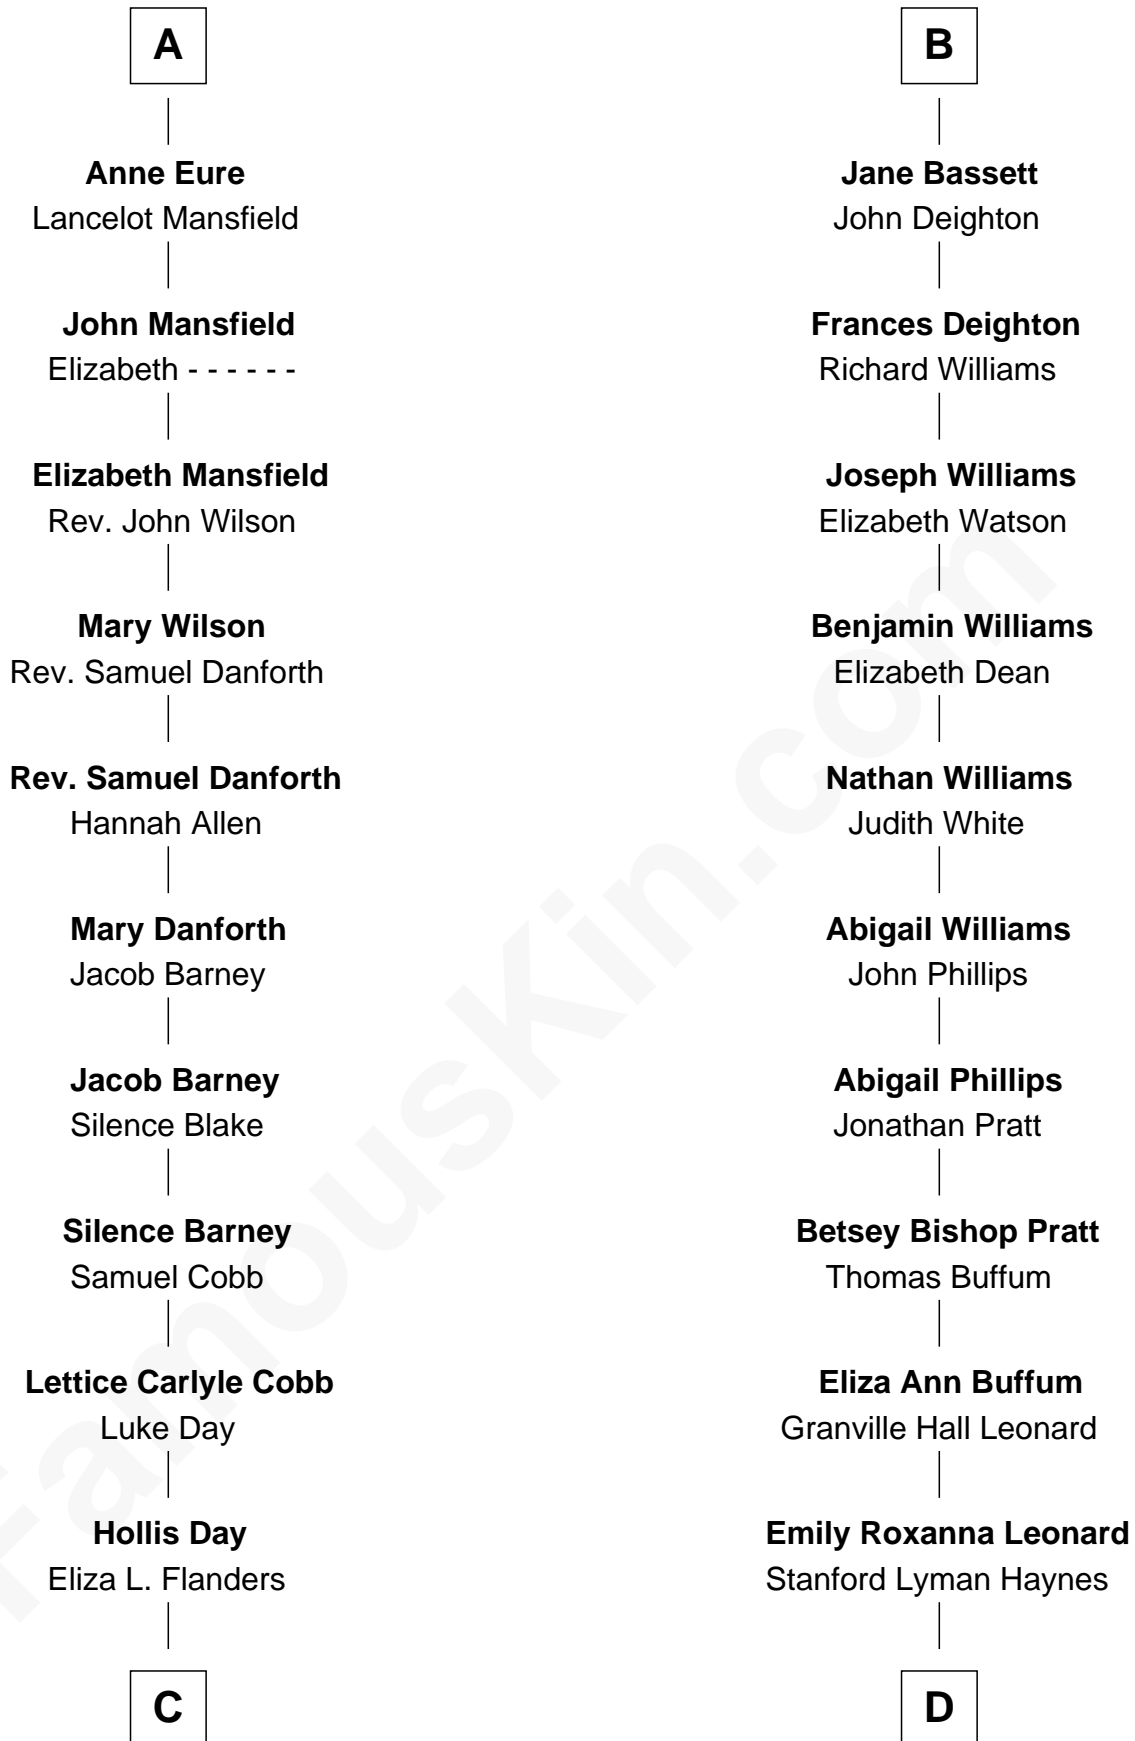 A
Anne Eure
Lancelot Mansfield
John Mansfield
Elizabeth - - - - - -
Elizabeth Mansfield
Rev. John Wilson
Mary Wilson
Rev. Samuel Danforth
Rev. Samuel Danforth
Hannah Allen
Mary Danforth
Jacob Barney
Jacob Barney
Silence Blake
Silence Barney
Samuel Cobb
Lettice Carlyle Cobb
Luke Day
Hollis Day
Eliza L. Flanders
C
B
Jane Bassett
John Deighton
Frances Deighton
Richard Williams
Joseph Williams
Elizabeth Watson
Benjamin Williams
Elizabeth Dean
Nathan Williams
Judith White
Abigail Williams
John Phillips
Abigail Phillips
Jonathan Pratt
Betsey Bishop Pratt
Thomas Buffum
Eliza Ann Buffum
Granville Hall Leonard
Emily Roxanna Leonard
Stanford Lyman Haynes
D
FamousKin.com